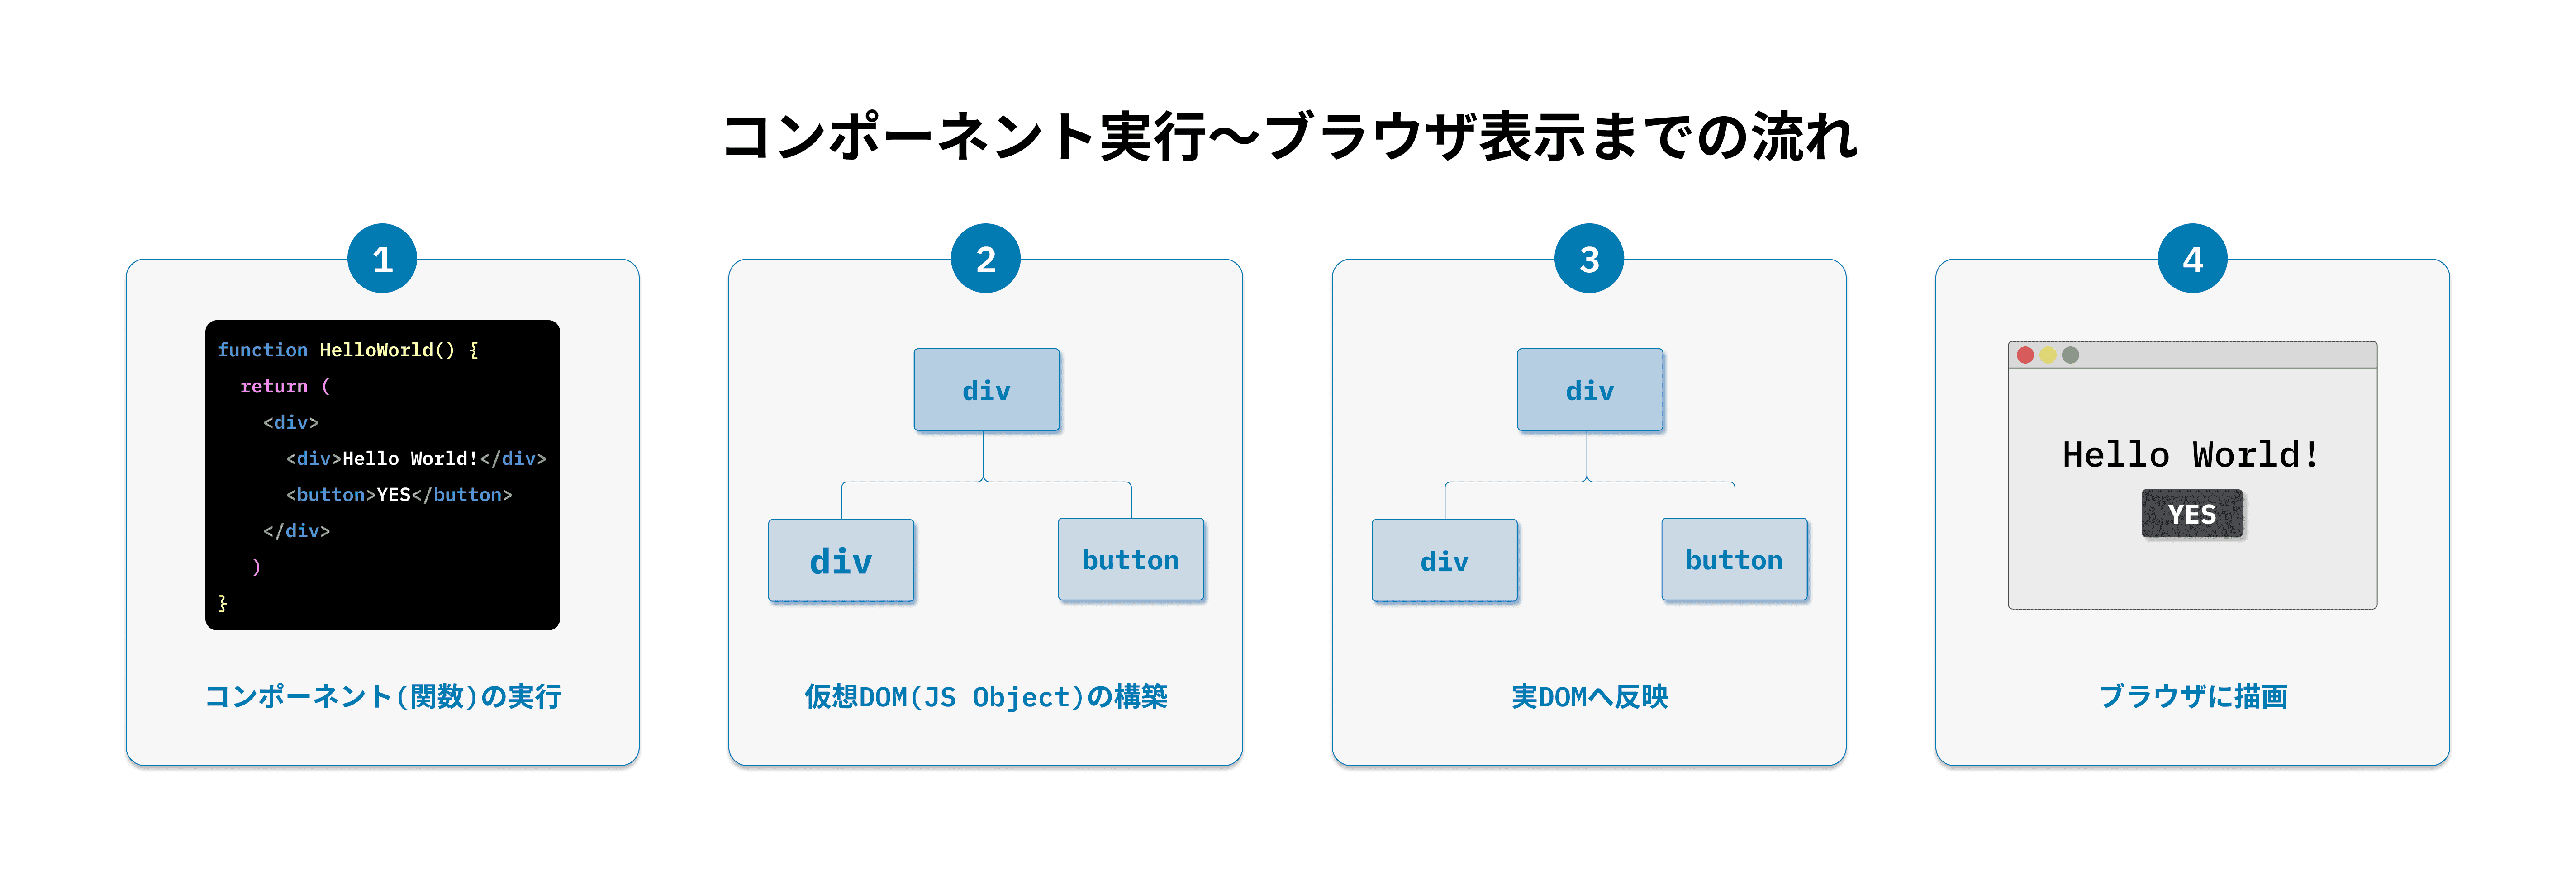 コンポーネント実行〜ブラウザ表示までの流れ
1
function HelloWorld() {
return (
<div>
<div>Hello World!</div>
<button>YES</button>
</div>
)
}
コンポーネント(関数)の実行
2
div
div
button
仮想DOM(JS Object)の構築
3
div
div
button
実DOMへ反映
4
Hello World!
YES
ブラウザに描画